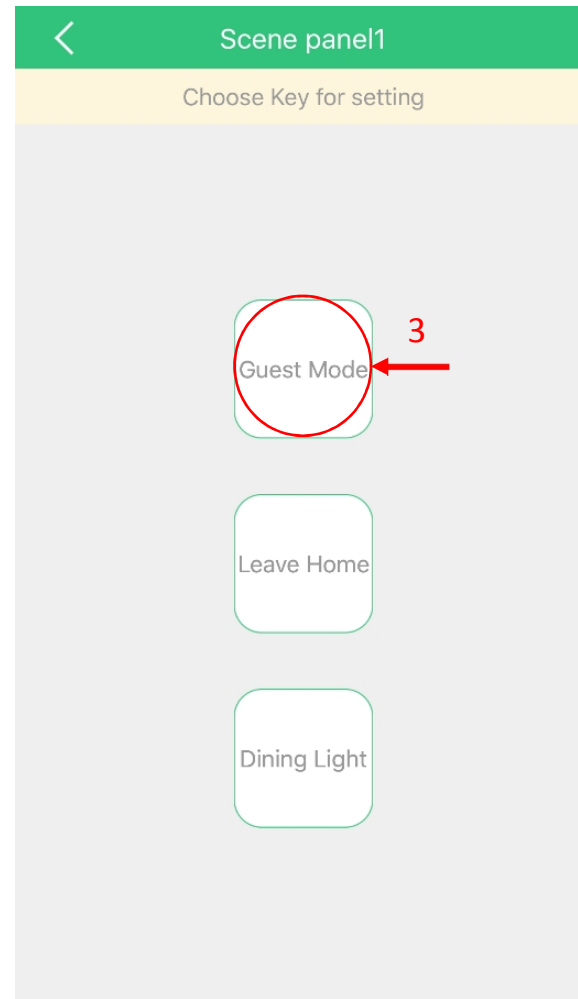 Scene panel1
Choose Key for setting
3
Guest Mode
Leave Home
Dining Light